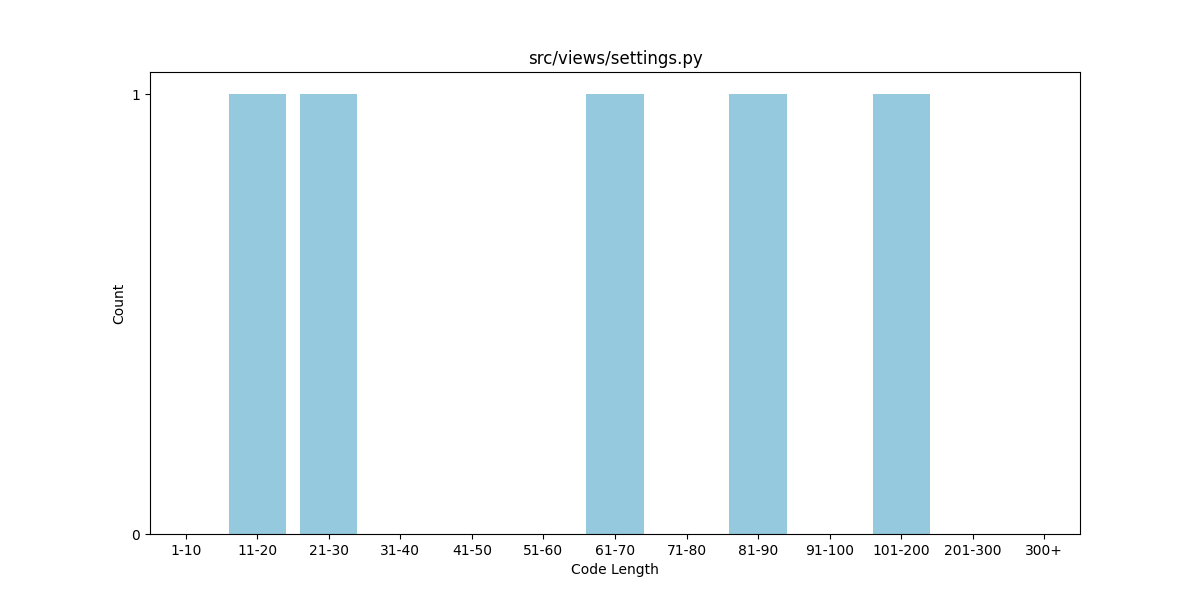 src/views/settings.py
1
0
Count
1-10 11-20 21-30 31-40 41-50 51-60 61-70 71-80 81-90 91-100 101-200 201-300 300+
Code Length